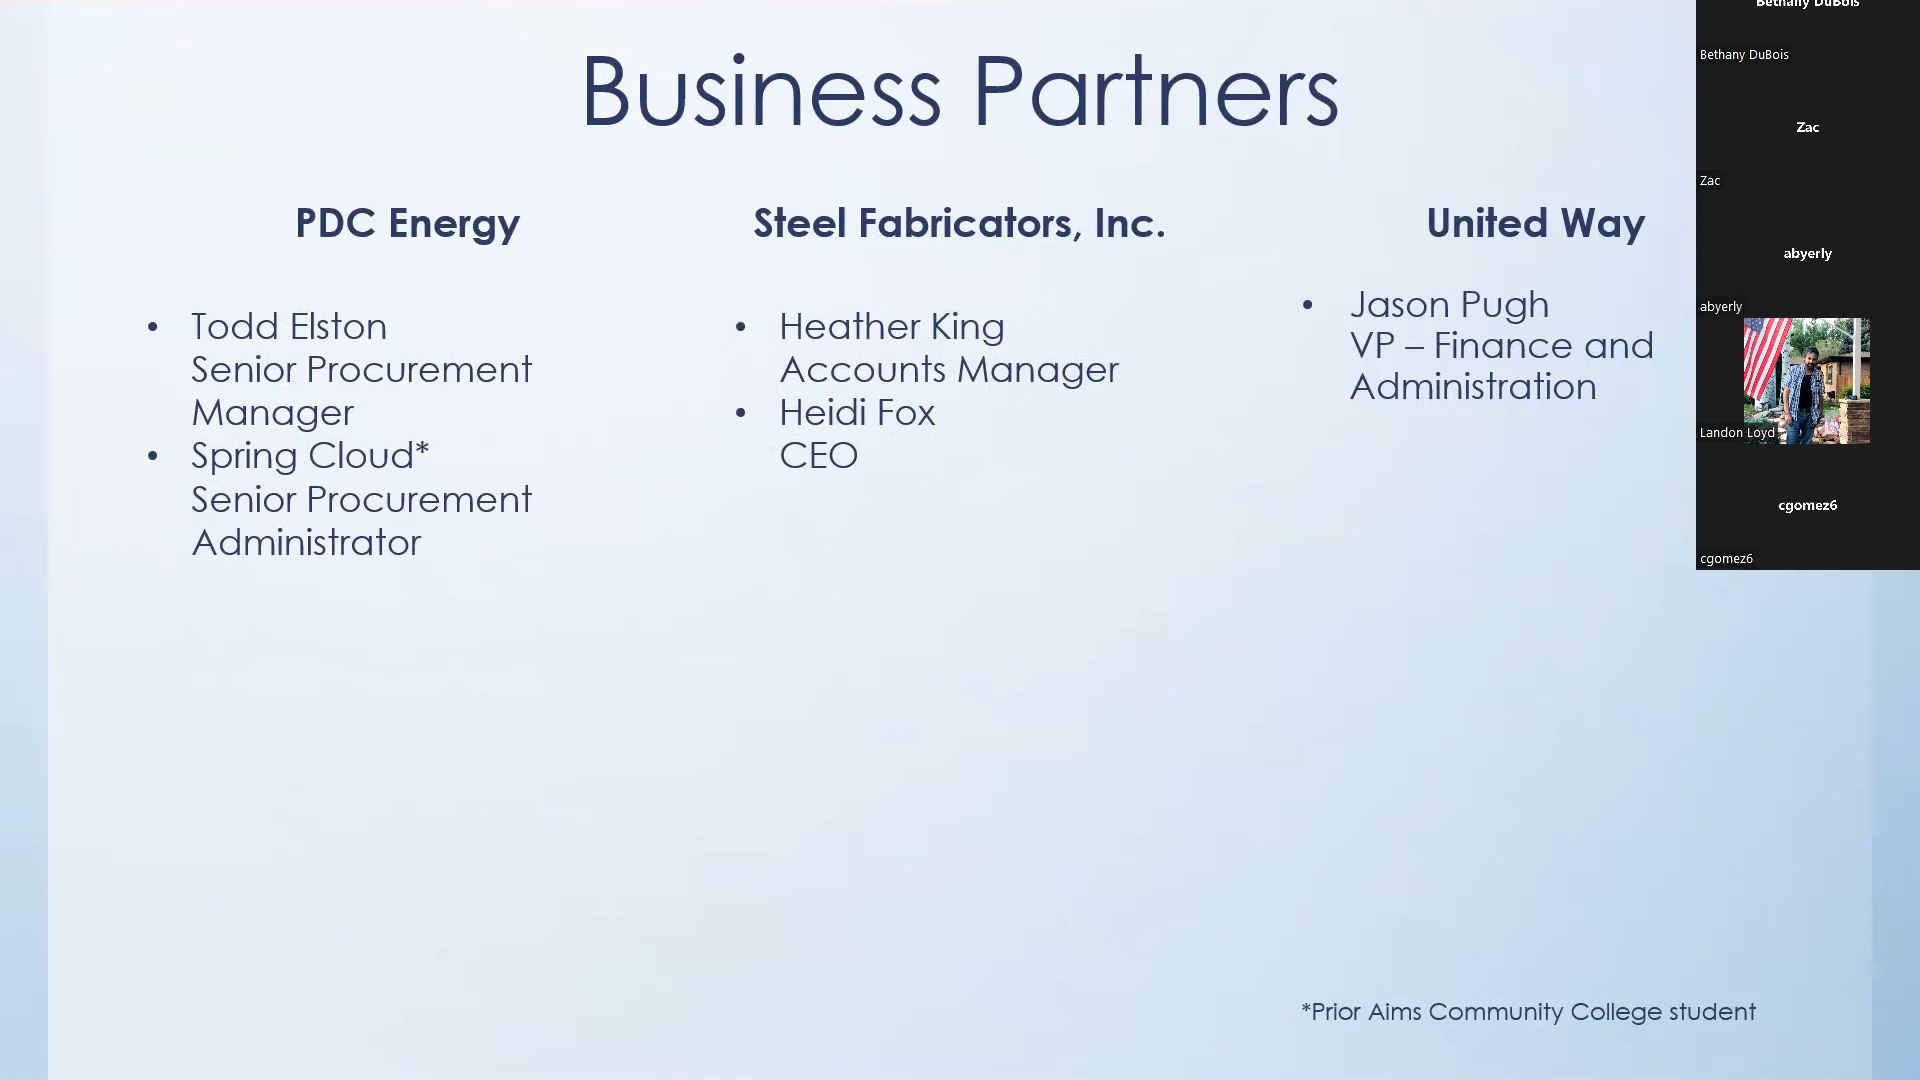 Business Partners
PDC Energy
• Todd Elston
Senior Procurement
Manager
• Spring Cloud*
Senior Procurement
Administrator
Steel Fabricators, Inc.
• Heather King
Accounts Manager
• Heidi Fox
CEO
United Way
• Jason Pugh
VP – Finance and
Administration
*Prior Aims Community College student
Bethany DuBois
Bethany DuBois
Zac
Zac
abyerly
abyerly
Landon Loyd
cgomez6
cgomez6